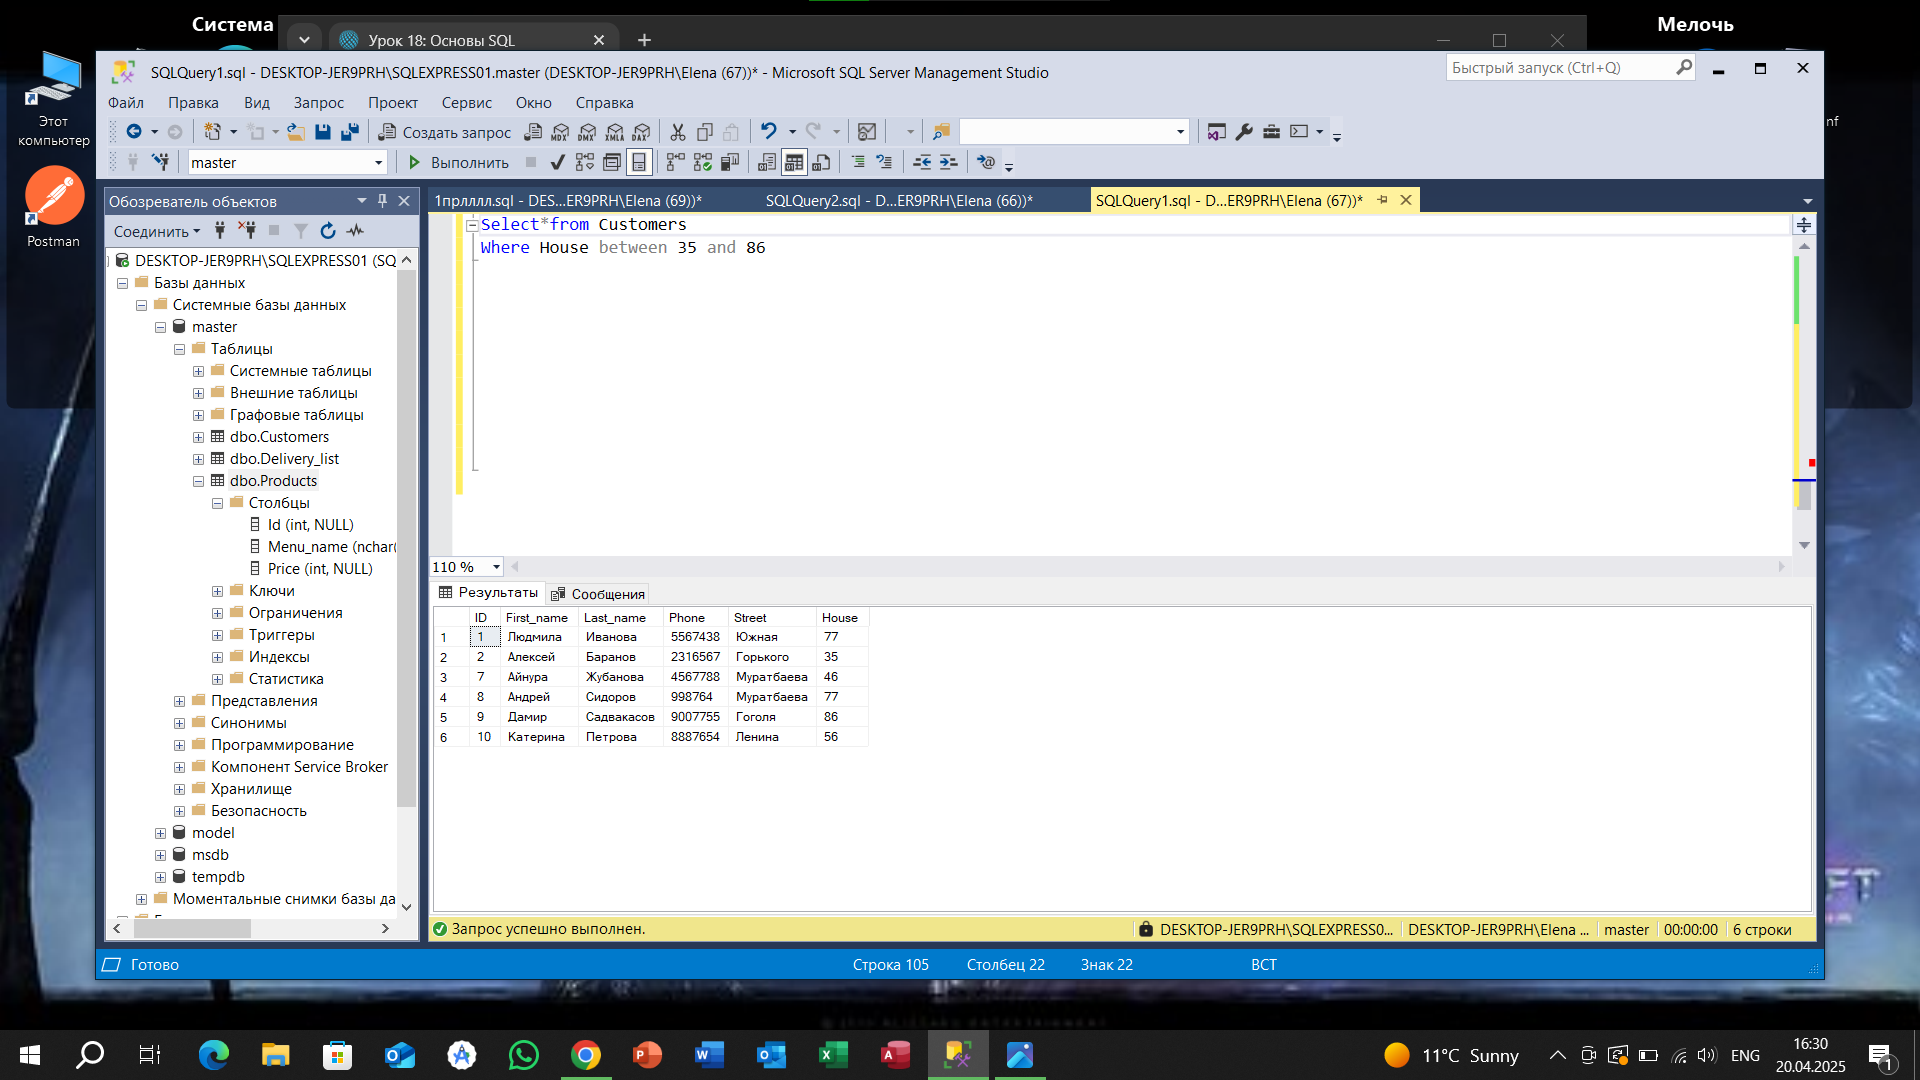 Система
Мелочь
Урок 18: Основы SQL
SQLQuery1.sql - DESKTOP-JER9PRH\SQLEXPRESS01.master (DESKTOP-JER9PRH\Elena (67))* - Microsoft SQL Server Management Studio
Быстрый запуск (Ctrl+Q)
Файл Правка Вид Запрос Проект Сервис Окно Справка
Создать запрос
MDX DMX XMLA DAX
master
Выполнить
Этот компьютер
Postman
nf
Обозреватель объектов
Соединить
DESKTOP-JER9PRH\SQLEXPRESS01 (SQ
Базы данных
Системные базы данных
master
Таблицы
Системные таблицы
Внешние таблицы
Графовые таблицы
dbo.Customers
dbo.Delivery_list
dbo.Products
Столбцы
Id (int, NULL)
Menu_name (nchar(
Price (int, NULL)
Ключи
Ограничения
Триггеры
Индексы
Статистика
Представления
Синонимы
Программирование
Компонент Service Broker
Хранилище
Безопасность
model
msdb
tempdb
Моментальные снимки базы да
1прлллл.sql - DES...ER9PRH\Elena (69))* SQLQuery2.sql - D...ER9PRH\Elena (66))* SQLQuery1.sql - D...ER9PRH\Elena (67))*
Select*from Customers
Where House between 35 and 86
110 %
Результаты Сообщения
ID First_name Last_name Phone Street House
1 1 Людмила Иванова 5567438 Южная 77
2 2 Алексей Баранов 2316567 Горького 35
3 7 Айнура Жубанова 4567788 Муратбаева 46
4 8 Андрей Сидоров 998764 Муратбаева 77
5 9 Дамир Садвакасов 9007755 Гоголя 86
6 10 Катерина Петрова 8887654 Ленина 56
Запрос успешно выполнен. DESKTOP-JER9PRH\SQLEXPRESS0... DESKTOP-JER9PRH\Elena ... master 00:00:00 6 строки
Готово Строка 105 Столбец 22 Знак 22 ВСТ
11°C Sunny
ENG
16:30
20.04.2025
1